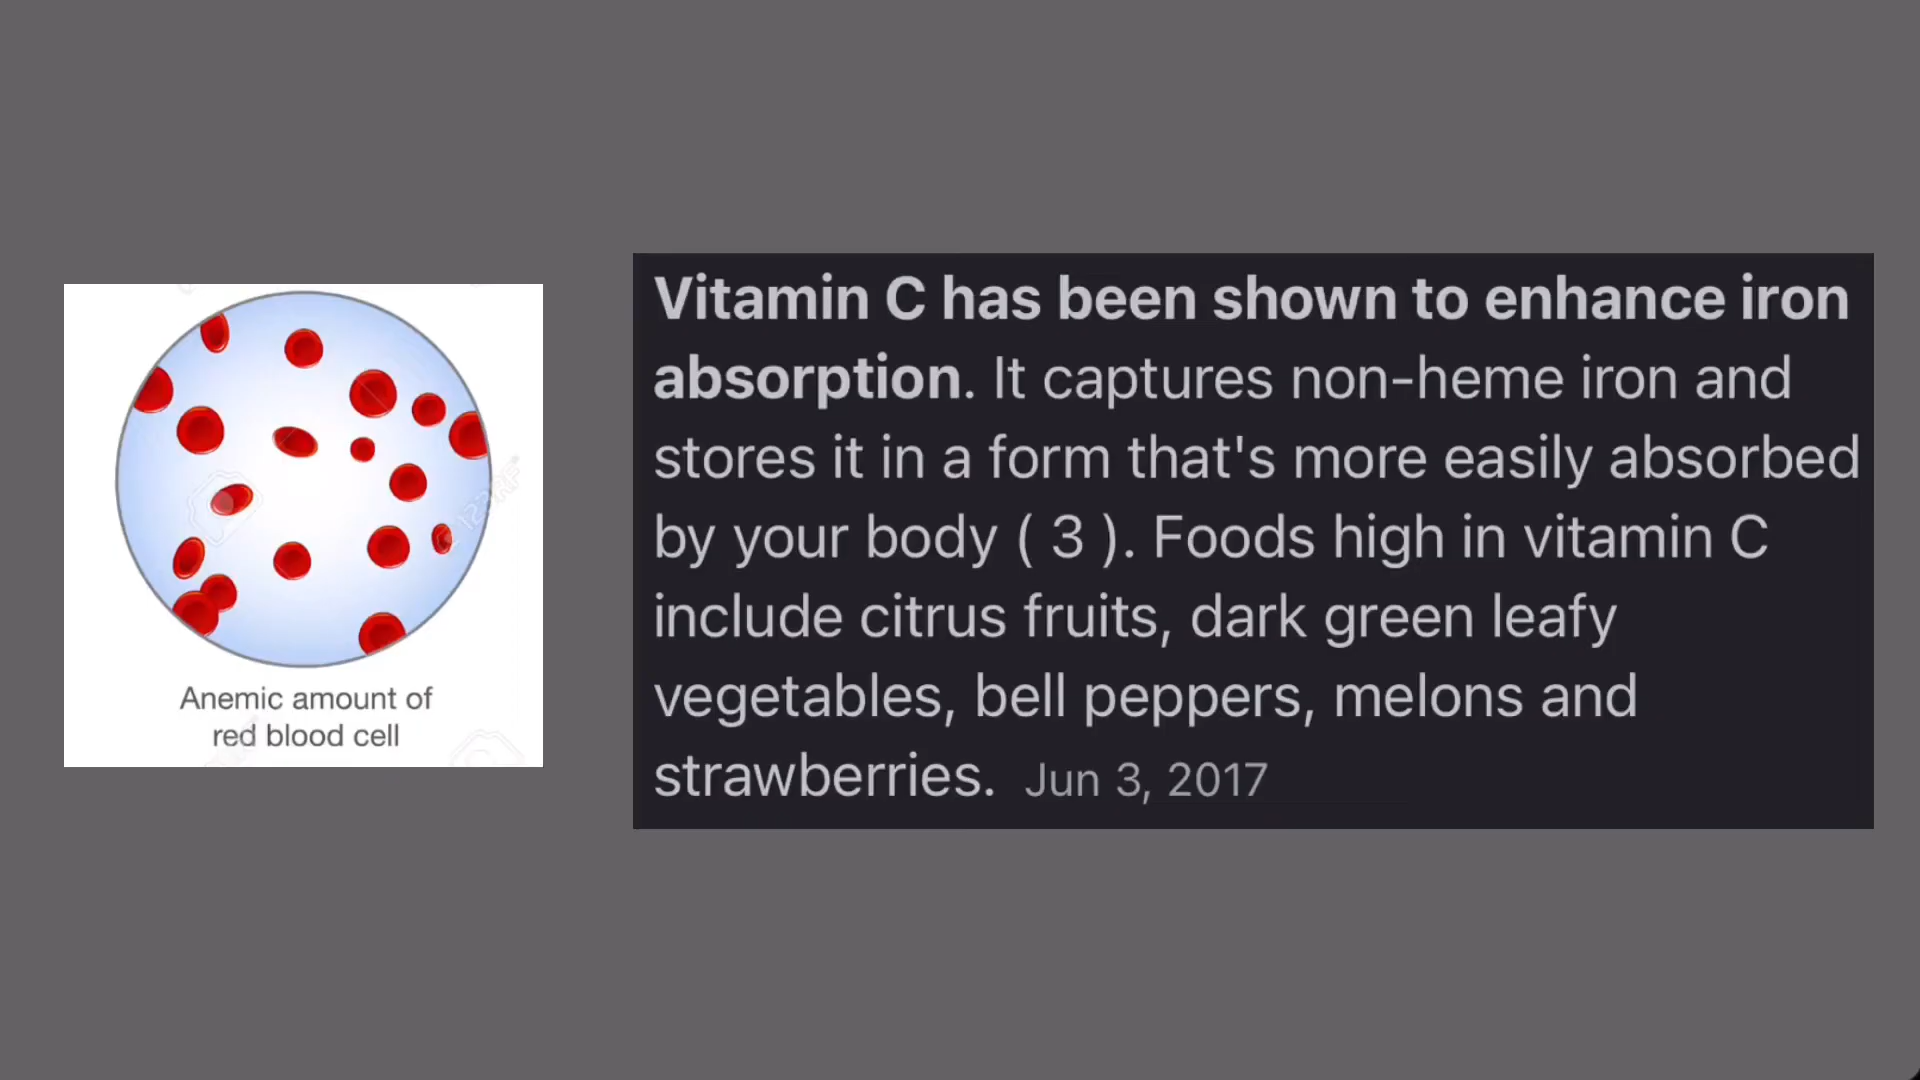 Anemic amount of
red blood cell
Vitamin C has been shown to enhance iron
absorption. It captures non-heme iron and
stores it in a form that's more easily absorbed
by your body ( 3 ). Foods high in vitamin C
include citrus fruits, dark green leafy
vegetables, bell peppers, melons and
strawberries. Jun 3, 2017
123RF